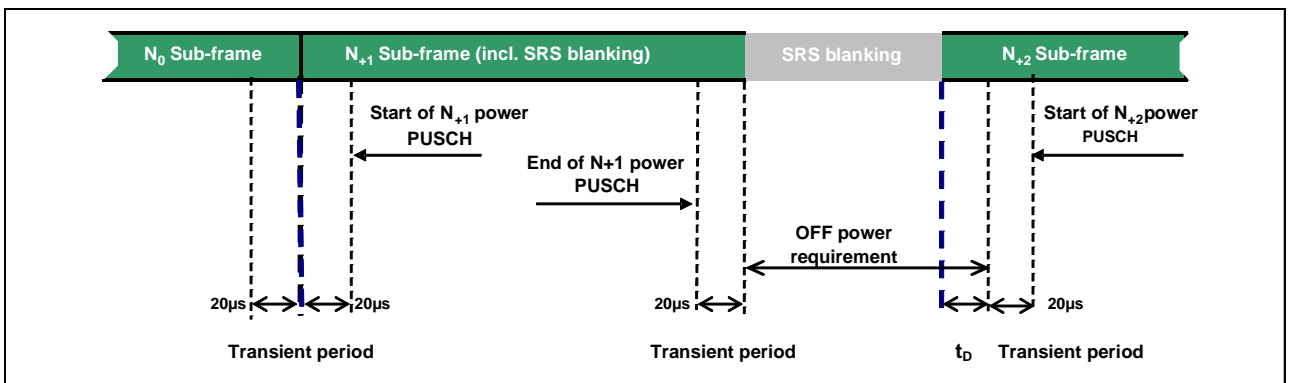 N0 Sub-frame
N+1 Sub-frame (incl. SRS blanking)
SRS blanking
N+2 Sub-frame
Start of N+1 power
PUSCH
Start of N+2power
PUSCH
End of N+1 power
PUSCH
OFF power
requirement
20µs
20µs
20µs
20µs
Transient period
Transient period
tD
Transient period